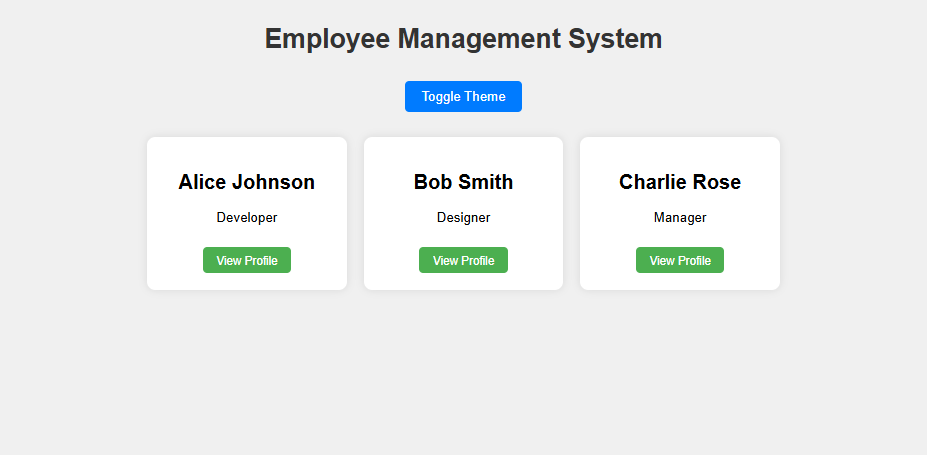 Employee Management System
Toggle Theme
Alice Johnson
Developer
View Profile
Bob Smith
Designer
View Profile
Charlie Rose
Manager
View Profile